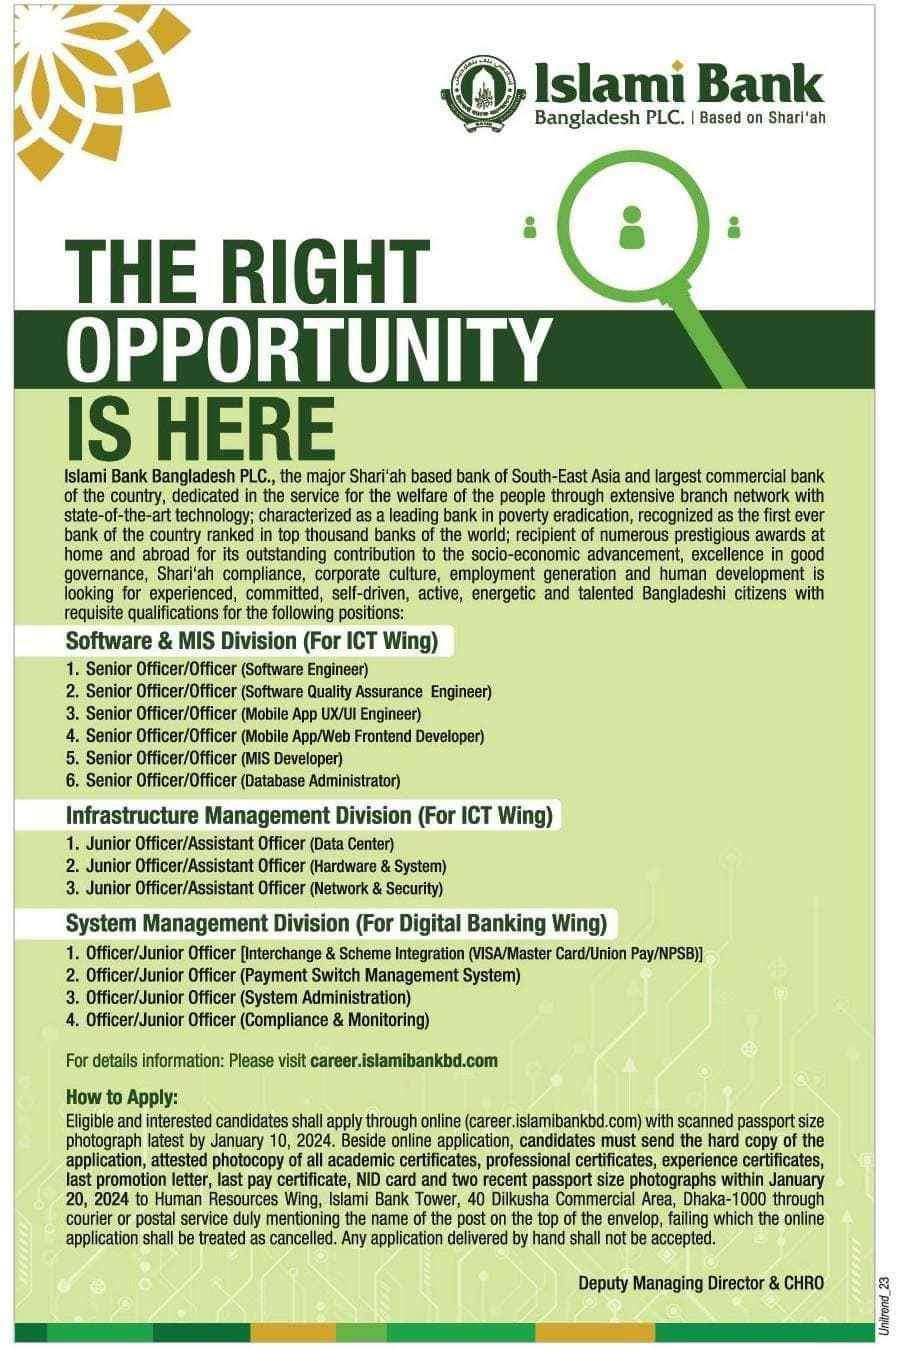 Islami Bank
Bangladesh PLC. | Based on Shari'ah
THE RIGHT
OPPORTUNITY
IS HERE
Islami Bank Bangladesh PLC., the major Shari'ah based bank of South-East Asia and largest commercial bank
of the country, dedicated in the service for the welfare of the people through extensive branch network with
state-of-the-art technology; characterized as a leading bank in poverty eradication, recognized as the first ever
bank of the country ranked in top thousand banks of the world; recipient of numerous prestigious awards at
home and abroad for its outstanding contribution to the socio-economic advancement, excellence in good
governance, Shari'ah compliance, corporate culture, employment generation and human development is
looking for experienced, committed, self-driven, active, energetic and talented Bangladeshi citizens with
requisite qualifications for the following positions:
Software & MIS Division (For ICT Wing)
1. Senior Officer/Officer (Software Engineer)
2. Senior Officer/Officer (Software Quality Assurance Engineer)
3. Senior Officer/Officer (Mobile App UX/UI Engineer)
4. Senior Officer/Officer (Mobile App/Web Frontend Developer)
5. Senior Officer/Officer (MIS Developer)
6. Senior Officer/Officer (Database Administrator)
Infrastructure Management Division (For ICT Wing)
1. Junior Officer/Assistant Officer (Data Center)
2. Junior Officer/Assistant Officer (Hardware & System)
3. Junior Officer/Assistant Officer (Network & Security)
System Management Division (For Digital Banking Wing)
1. Officer/Junior Officer [Interchange & Scheme Integration (VISA/Master Card/Union Pay/NPSB)]
2. Officer/Junior Officer (Payment Switch Management System)
3. Officer/Junior Officer (System Administration)
4. Officer/Junior Officer (Compliance & Monitoring)
For details information: Please visit career.islamibankbd.com
How to Apply:
Eligible and interested candidates shall apply through online (career.islamibankbd.com) with scanned passport size
photograph latest by January 10, 2024. Beside online application, candidates must send the hard copy of the
application, attested photocopy of all academic certificates, professional certificates, experience certificates,
last promotion letter, last pay certificate, NID card and two recent passport size photographs within January
20, 2024 to Human Resources Wing, Islami Bank Tower, 40 Dilkusha Commercial Area, Dhaka-1000 through
courier or postal service duly mentioning the name of the post on the top of the envelop, failing which the online
application shall be treated as cancelled. Any application delivered by hand shall not be accepted.
Deputy Managing Director & CHRO
Unitrend_23